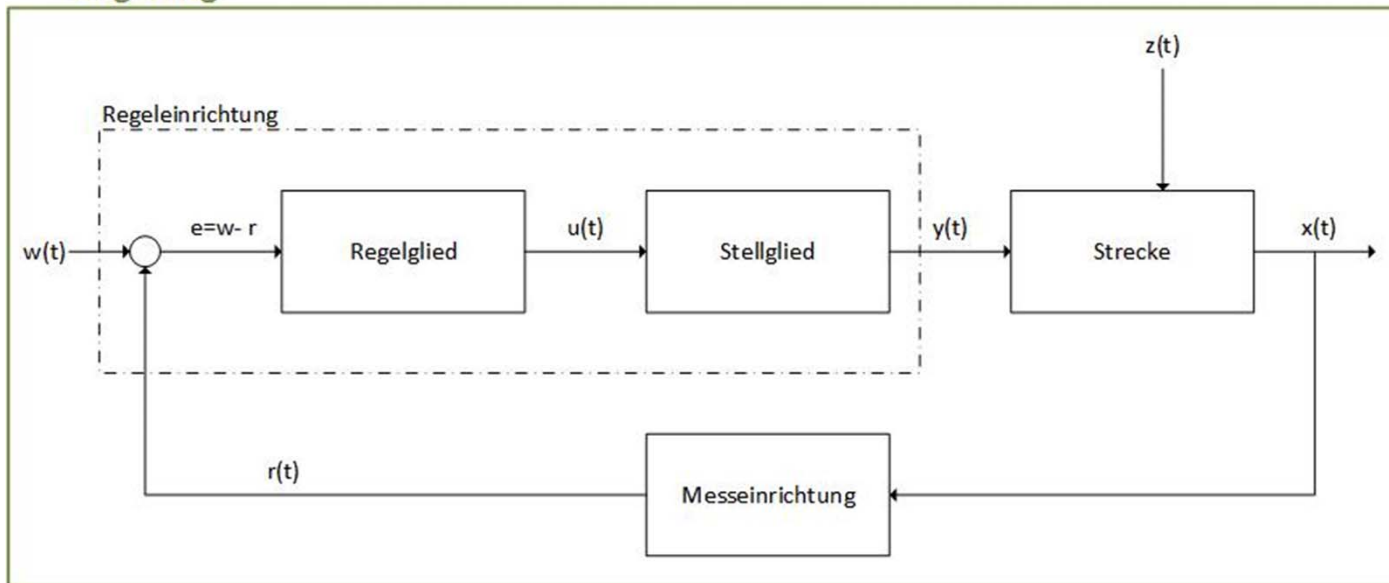 z(t)
Regeleinrichtung
w(t)
e=w- r
Regelglied
u(t)
Stellglied
y(t)
Strecke
x(t)
r(t)
Messeinrichtung